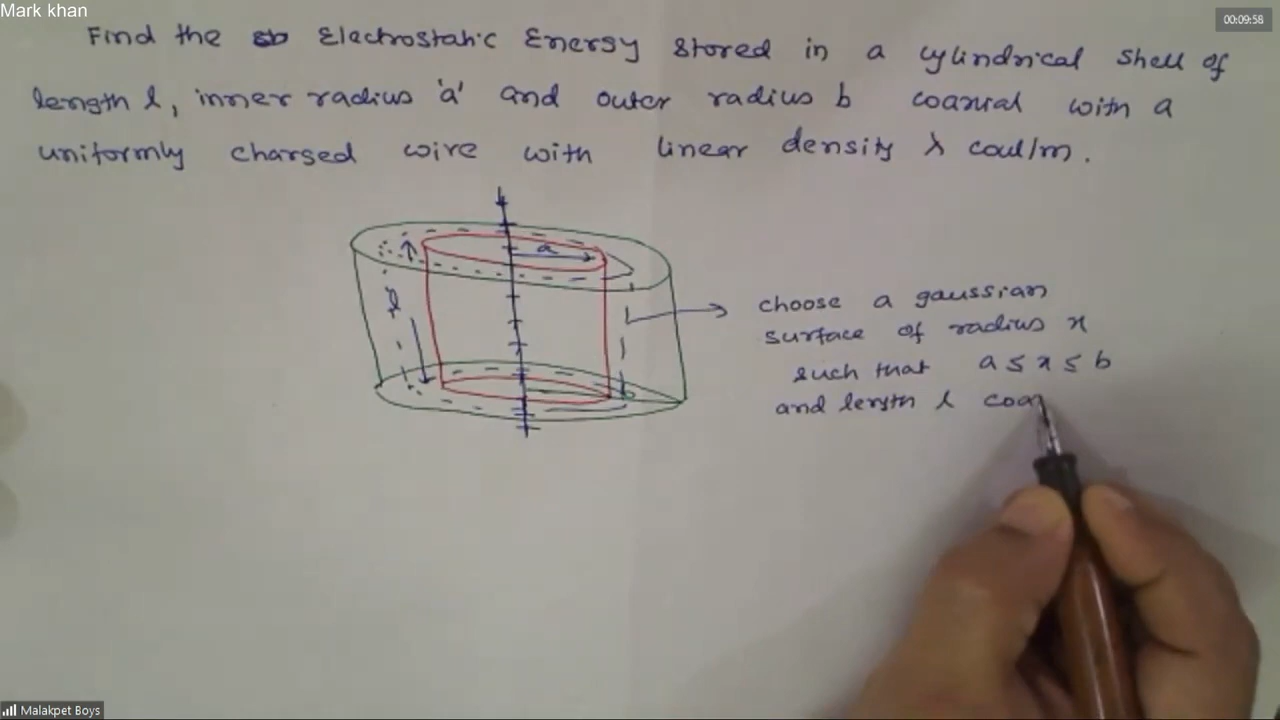 Mark khan
00:09:58
Find the Electrostatic Energy stored in a cylindrical shell of
length l, inner radius 'a' and outer radius b coaxial with a
uniformly charged wire with linear density λ coul/m.
a
l
choose a gaussian
surface of radius x
such that a ≤ x ≤ b
and length l coax
Malakpet Boys